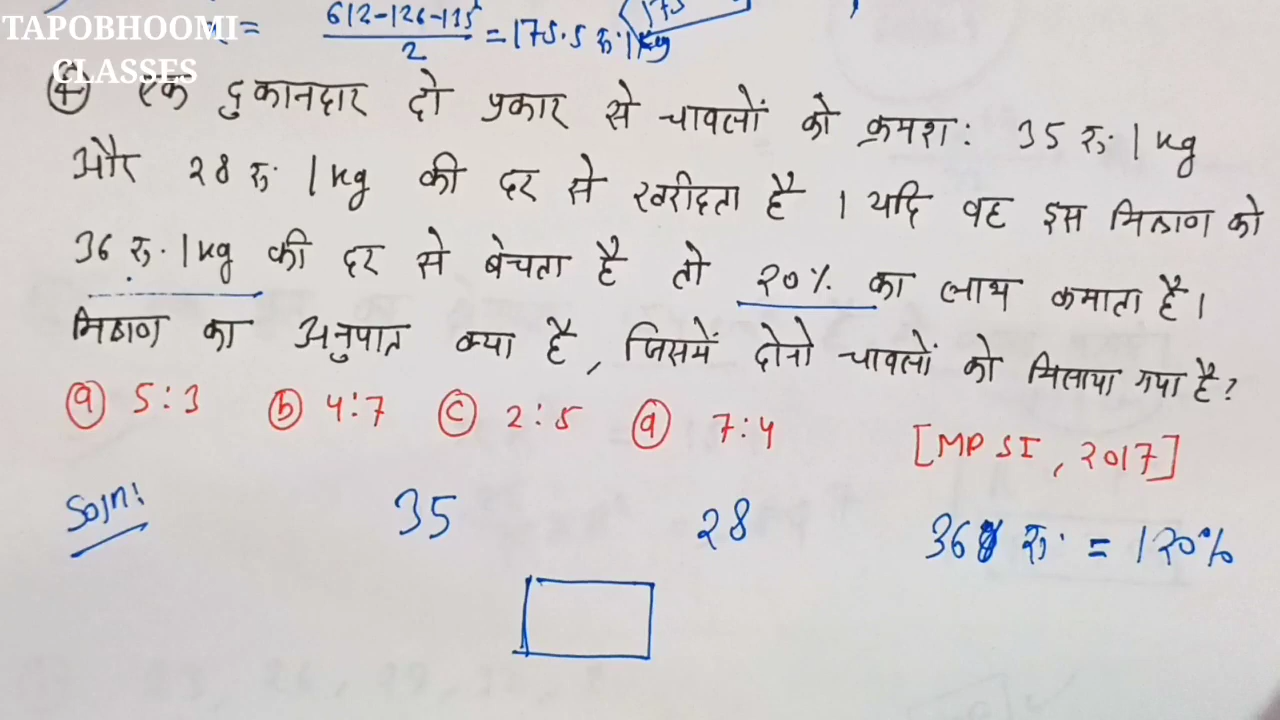 TAPOBHOOMI
CLASSES
612-126-135 / 2 = 175.5 रु. | kg
④ एक दुकानदार दो प्रकार से चावलों को क्रमश: 35 रु. | kg
और 28 रु. | kg की दर से खरीदता है । यदि वह इस मिश्रण को
36 रु. | kg की दर से बेचता है तो 20% का लाभ कमाता है।
मिश्रण का अनुपात क्या है , जिसमें दोनो चावलों को मिलाया गया है?
ⓐ 5:3 ⓑ 4:7 ⓒ 2:5 ⓓ 7:4 [MP SI , 2017]
Soln: 35 28 36 रु. = 120%